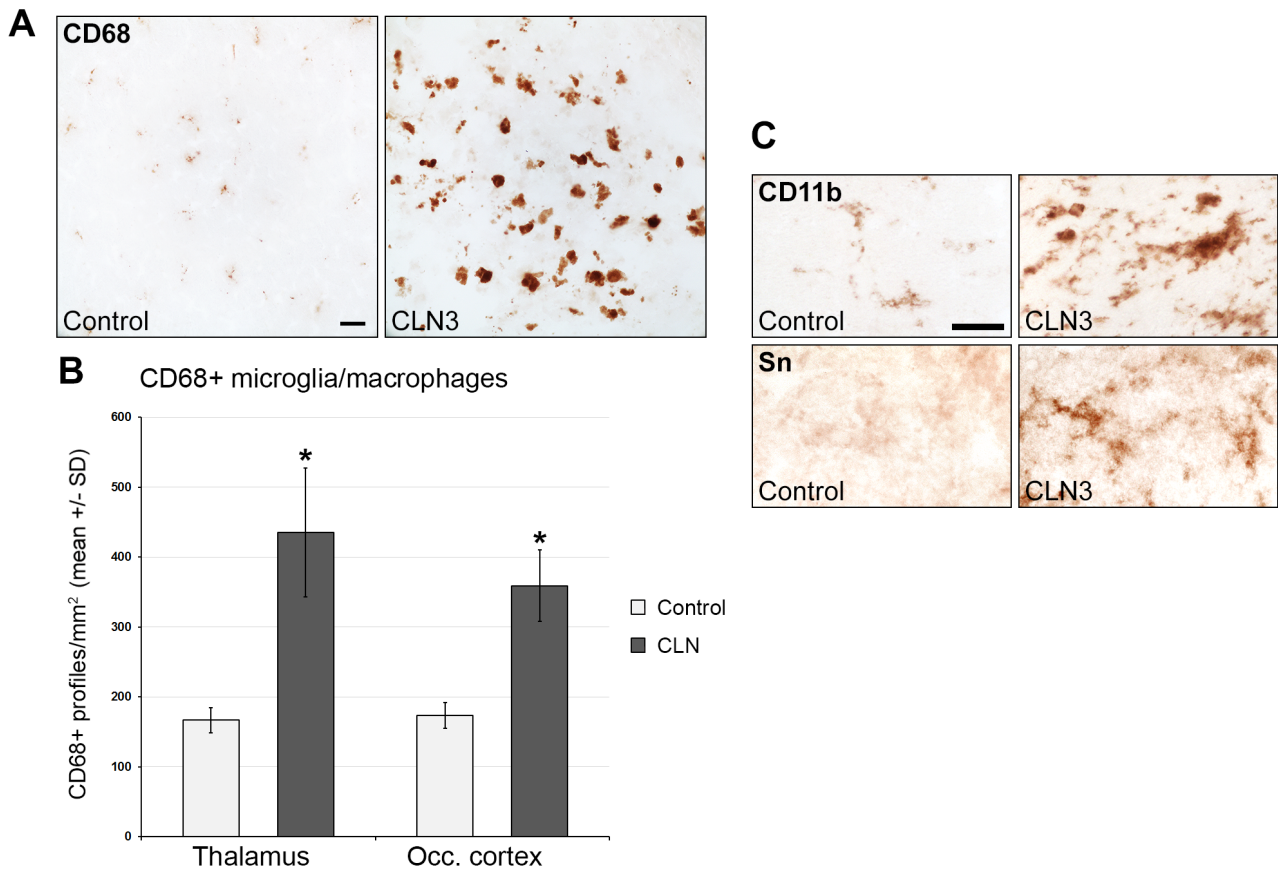 A
CD68
Control
CLN3
B
CD68+ microglia/macrophages
CD68+ profiles/mm² (mean +/- SD)
600
500
400
300
200
100
0
*
*
Thalamus
Occ. cortex
Control
CLN
C
CD11b
Control
CLN3
Sn
Control
CLN3